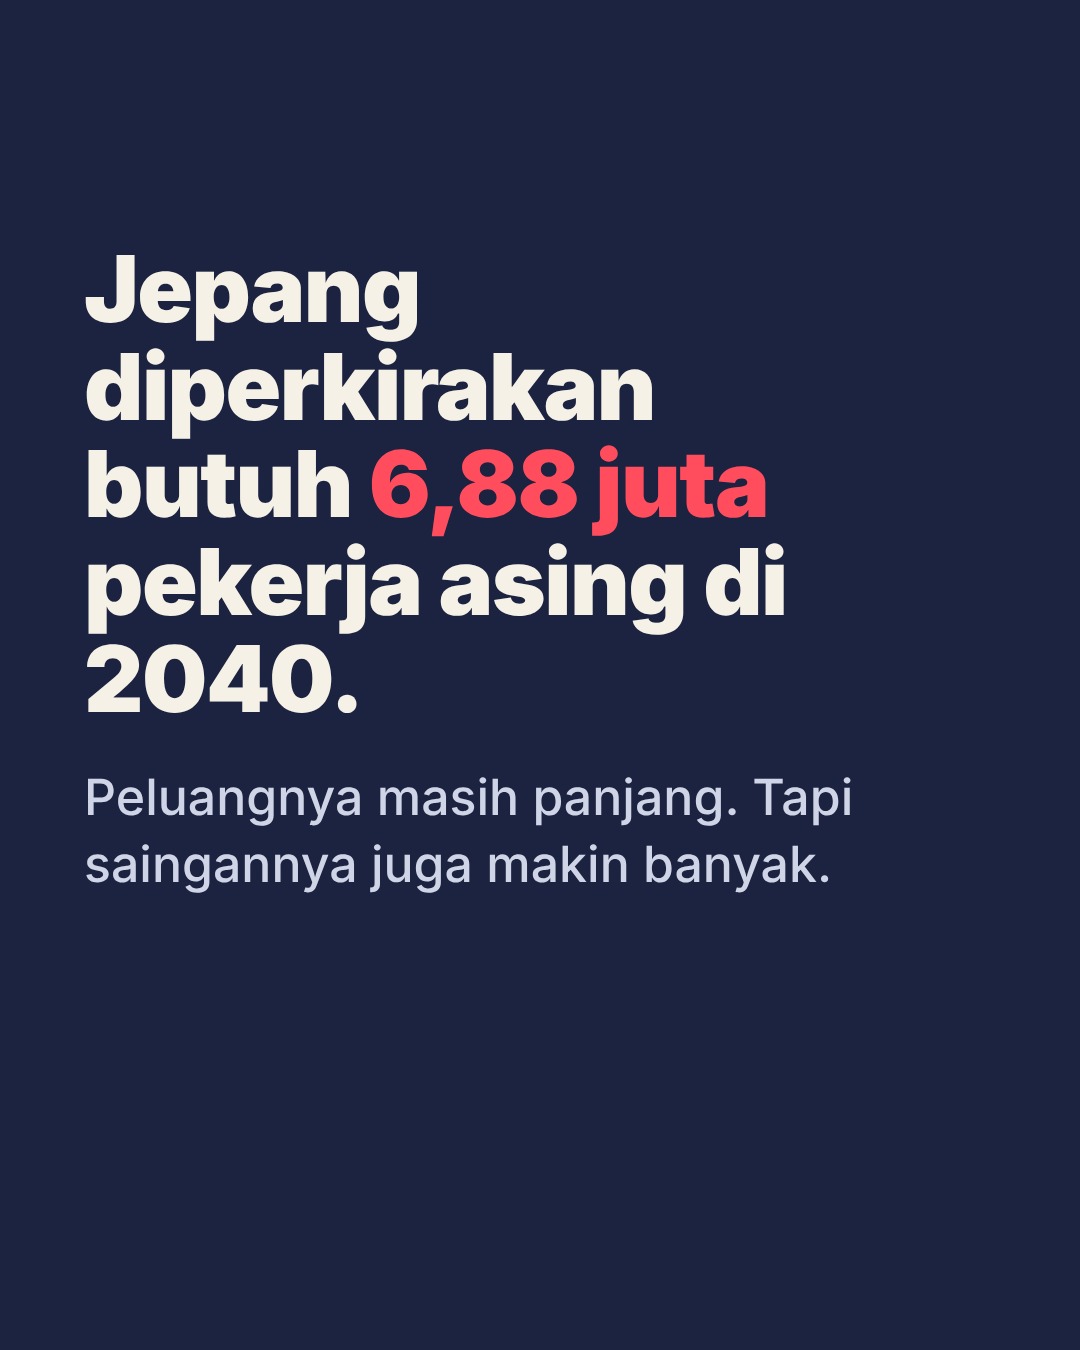 Jepang
diperkirakan
butuh 6,88 juta
pekerja asing di
2040.
Peluangnya masih panjang. Tapi
saingannya juga makin banyak.